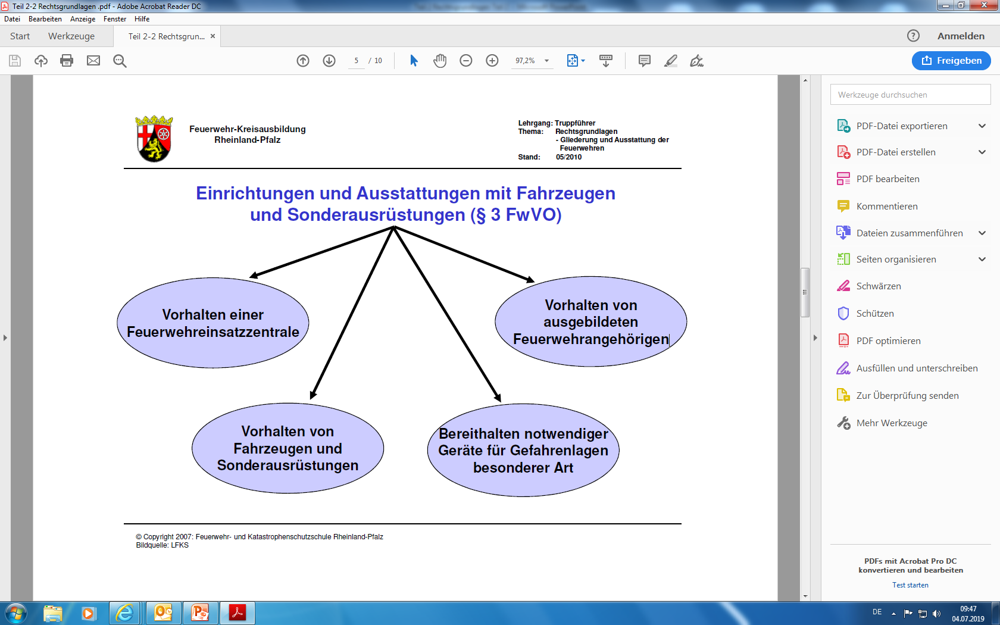 Teil 2-2 Rechtsgrundlagen .pdf - Adobe Acrobat Reader DC
Datei Bearbeiten Anzeige Fenster Hilfe
Start Werkzeuge Teil 2-2 Rechtsgrun... Anmelden
5 / 10 97,2% Freigeben
Feuerwehr-Kreisausbildung
Rheinland-Pfalz
Lehrgang: Truppführer
Thema: Rechtsgrundlagen
- Gliederung und Ausstattung der
Feuerwehren
Stand: 05/2010
Einrichtungen und Ausstattungen mit Fahrzeugen
und Sonderausrüstungen (§ 3 FwVO)
Vorhalten einer
Feuerwehreinsatzzentrale
Vorhalten von
ausgebildeten
Feuerwehrangehörigen
Vorhalten von
Fahrzeugen und
Sonderausrüstungen
Bereithalten notwendiger
Geräte für Gefahrenlagen
besonderer Art
© Copyright 2007: Feuerwehr- und Katastrophenschutzschule Rheinland-Pfalz
Bildquelle: LFKS
Werkzeuge durchsuchen
PDF-Datei exportieren
PDF-Datei erstellen
PDF bearbeiten
Kommentieren
Dateien zusammenführen
Seiten organisieren
Schwärzen
Schützen
PDF optimieren
Ausfüllen und unterschreiben
Zur Überprüfung senden
Mehr Werkzeuge
PDFs mit Acrobat Pro DC
konvertieren und bearbeiten
Test starten
DE
09:47
04.07.2019